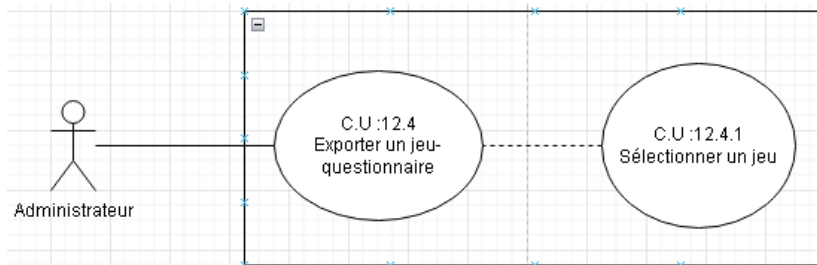 Administrateur
C.U :12.4
Exporter un jeu-
questionnaire
C.U :12.4.1
Sélectionner un jeu